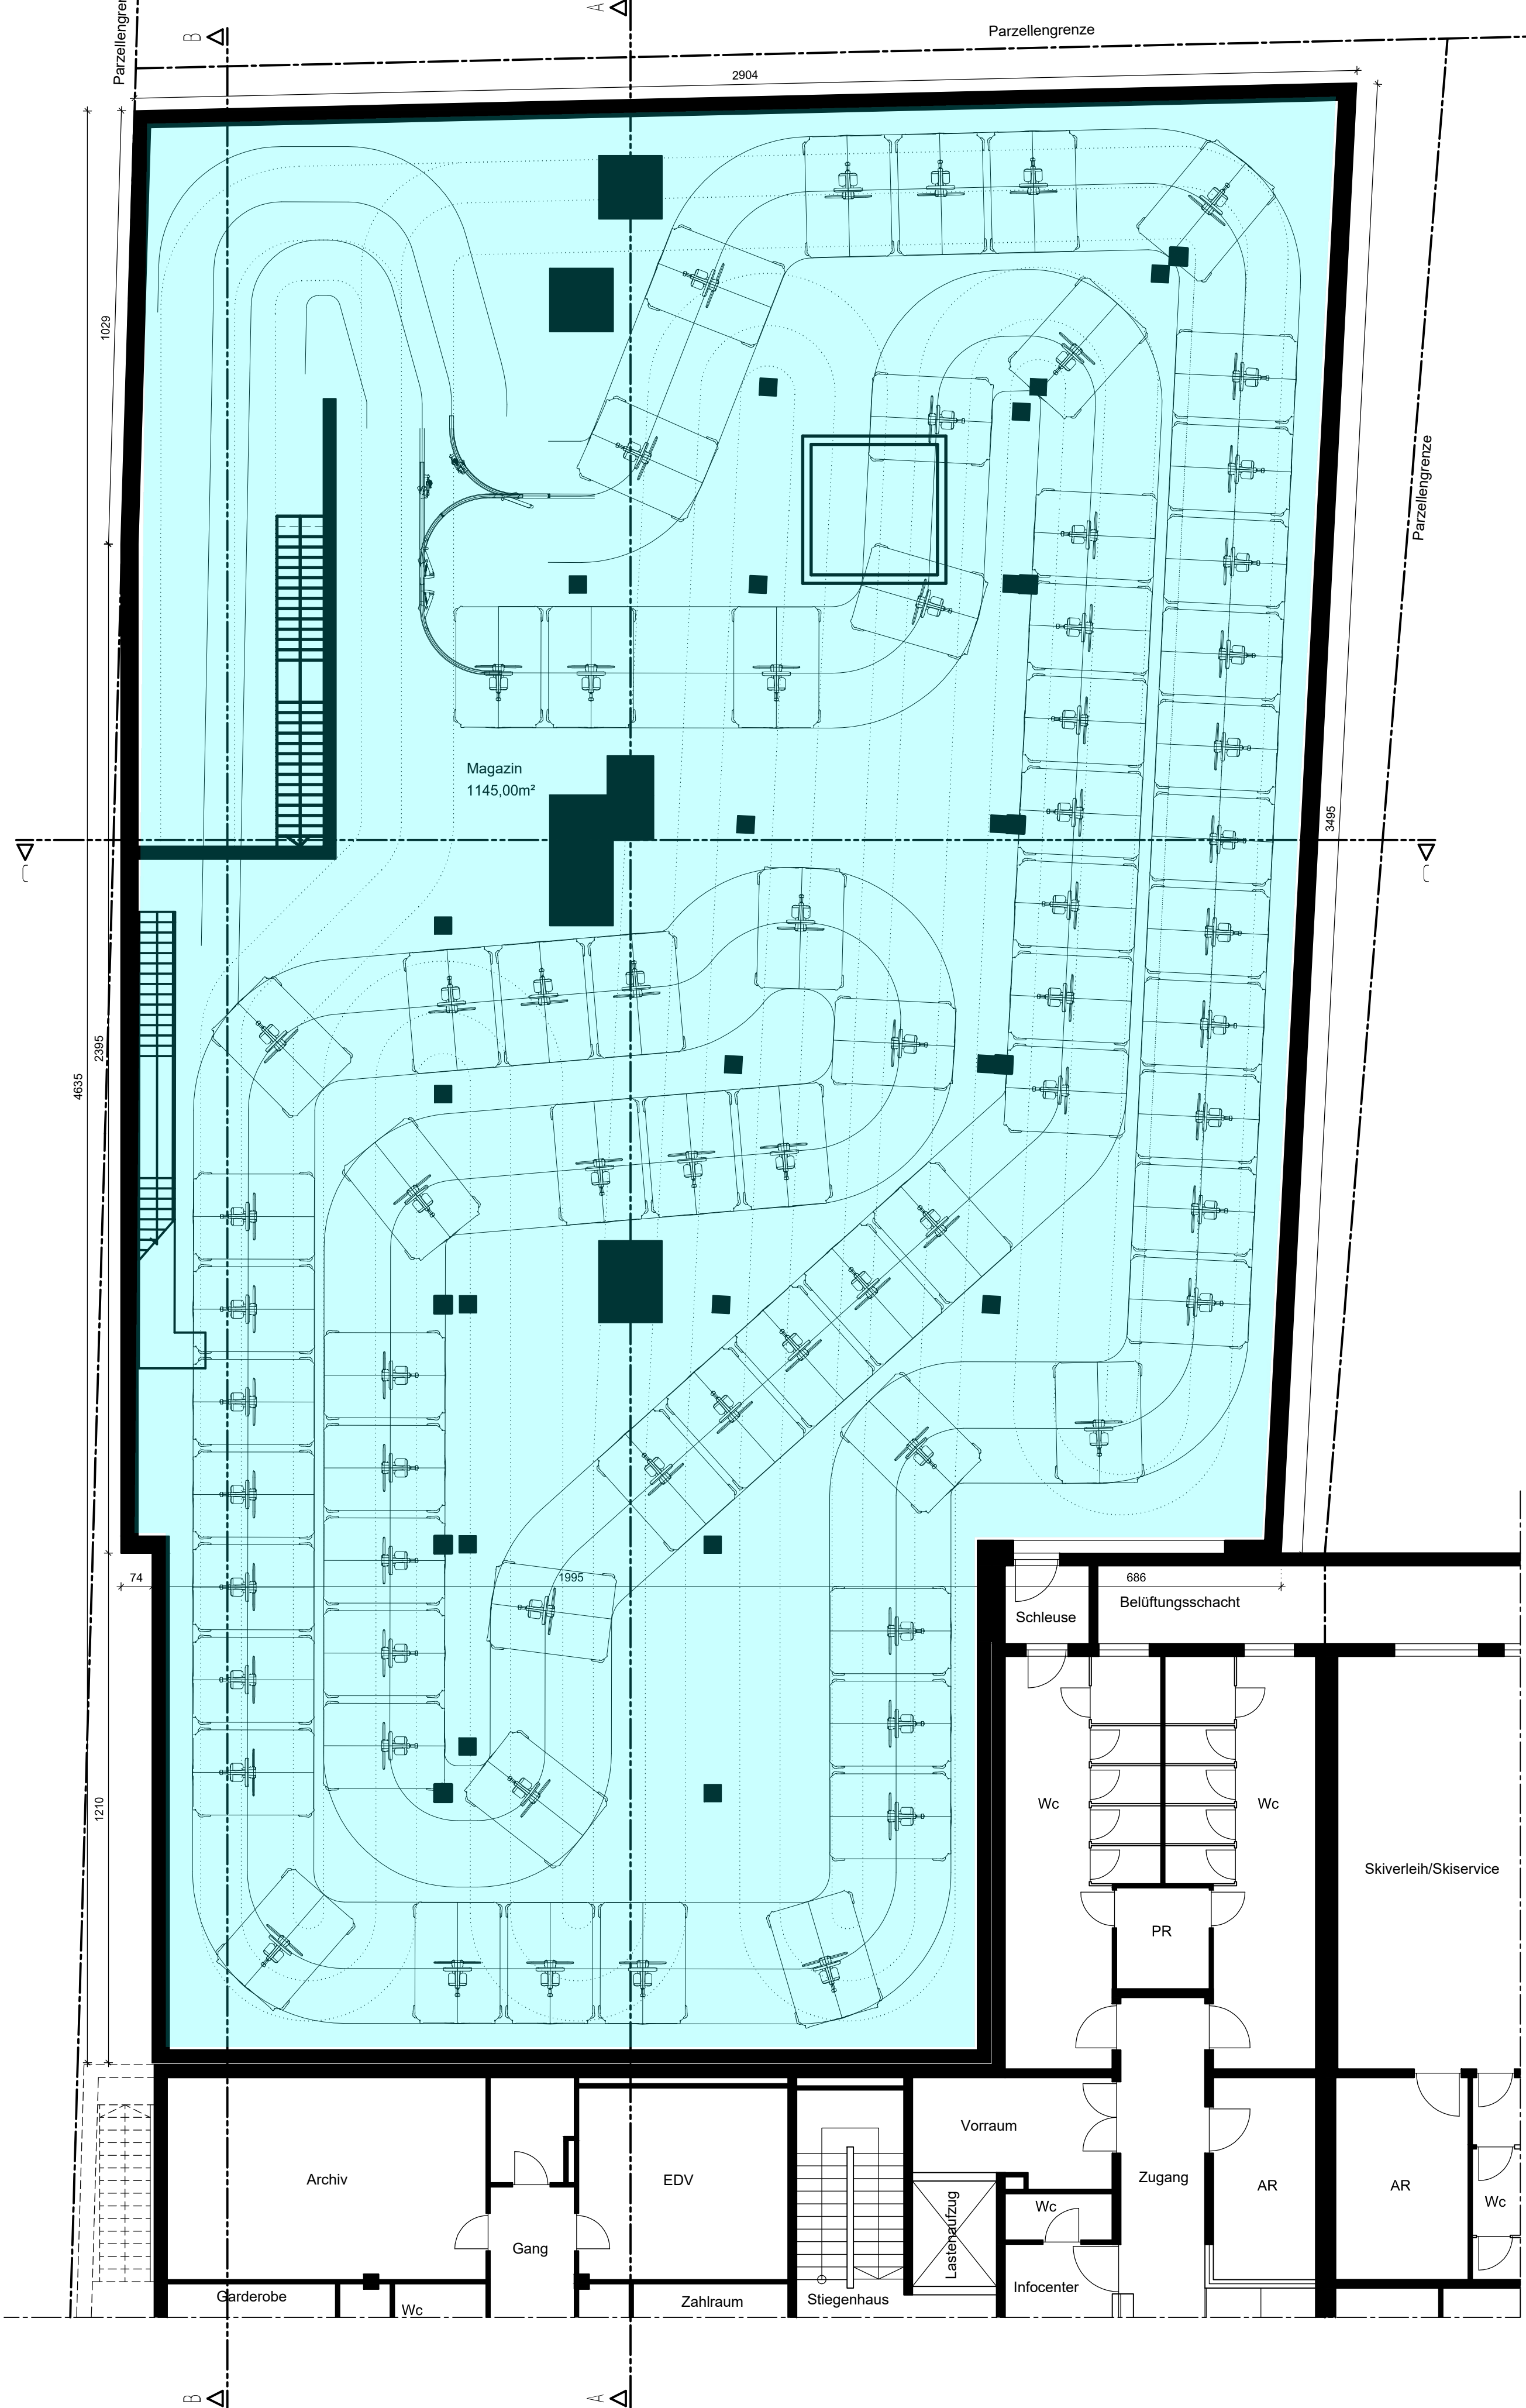 Parzellengrenze
A
B
Parzellengrenze
2904
1029
Parzellengrenze
Magazin
1145,00m²
3495
C
C
2395
4635
74
1995
686
Belüftungsschacht
Schleuse
1210
Wc
Wc
Skiverleih/Skiservice
PR
Vorraum
Archiv
EDV
Zugang
AR
AR
Wc
Wc
Lastenaufzug
Gang
Infocenter
Garderobe
Wc
Zahlraum
Stiegenhaus
B
A